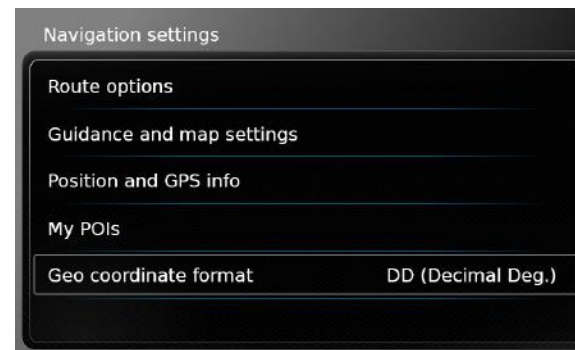 Navigation settings
Route options
Guidance and map settings
Position and GPS info
My POIs
Geo coordinate format DD (Decimal Deg.)